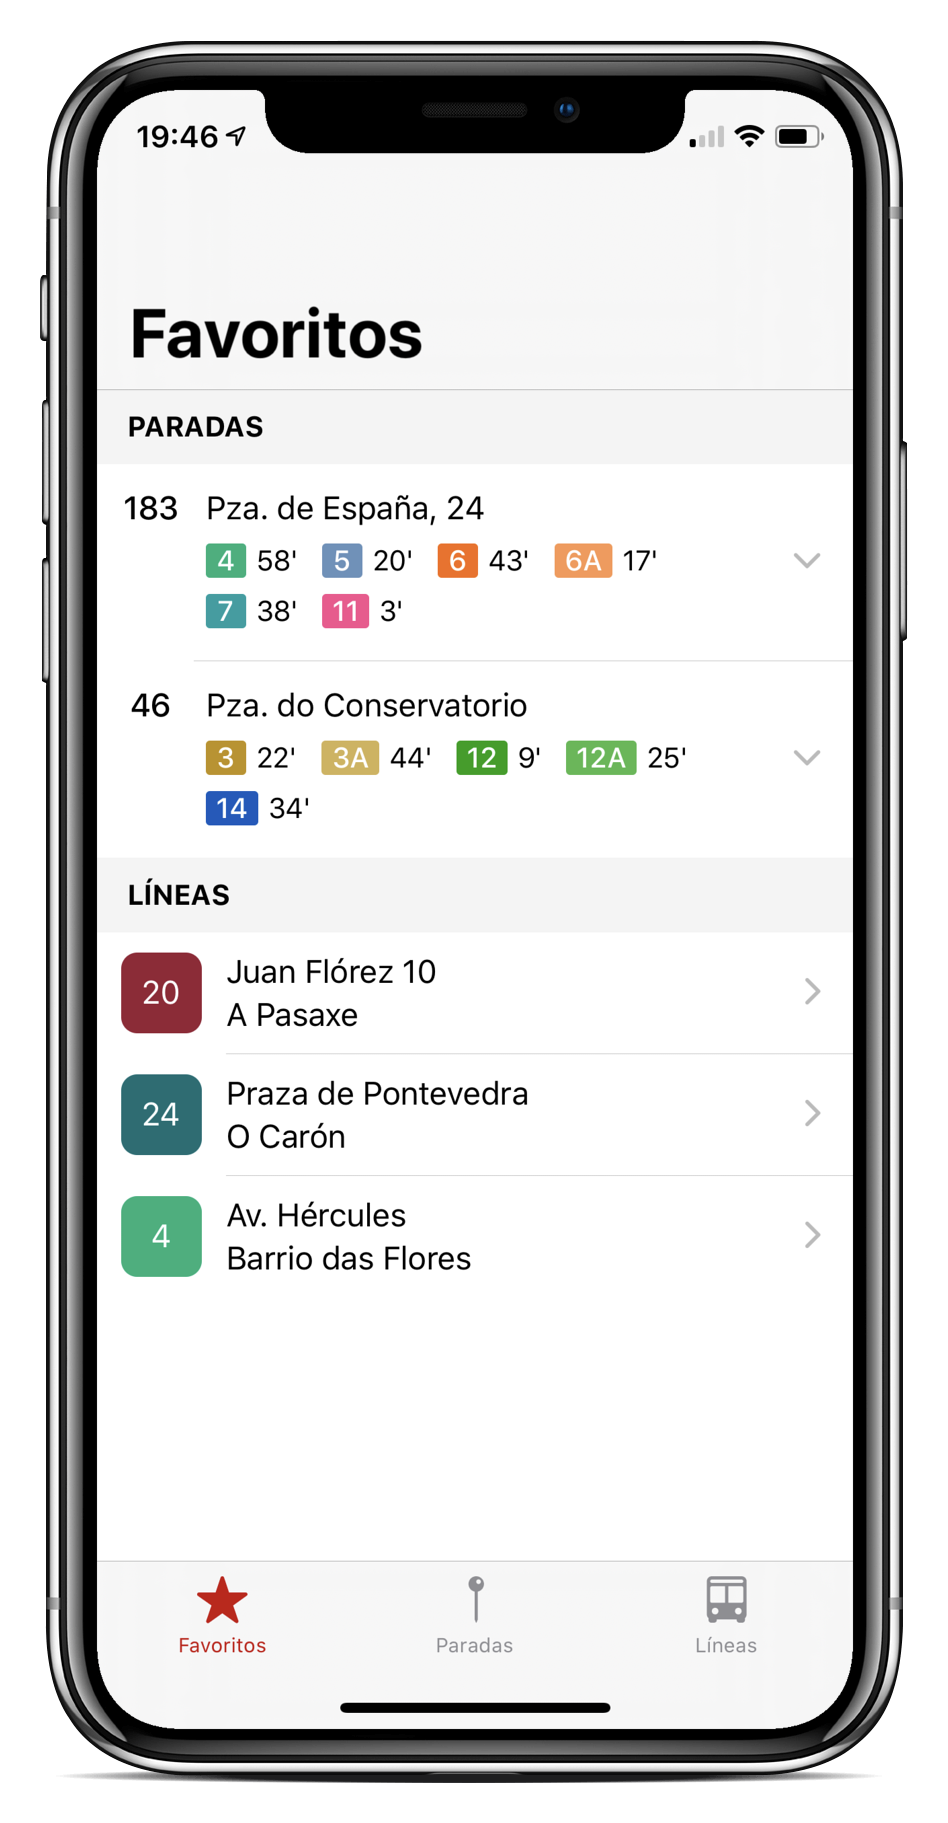 19:46
Favoritos
PARADAS
183 Pza. de España, 24
4 58' 5 20' 6 43' 6A 17'
7 38' 11 3'
46 Pza. do Conservatorio
3 22' 3A 44' 12 9' 12A 25'
14 34'
LÍNEAS
20 Juan Flórez 10
A Pasaxe
24 Praza de Pontevedra
O Carón
4 Av. Hércules
Barrio das Flores
Favoritos Paradas Líneas